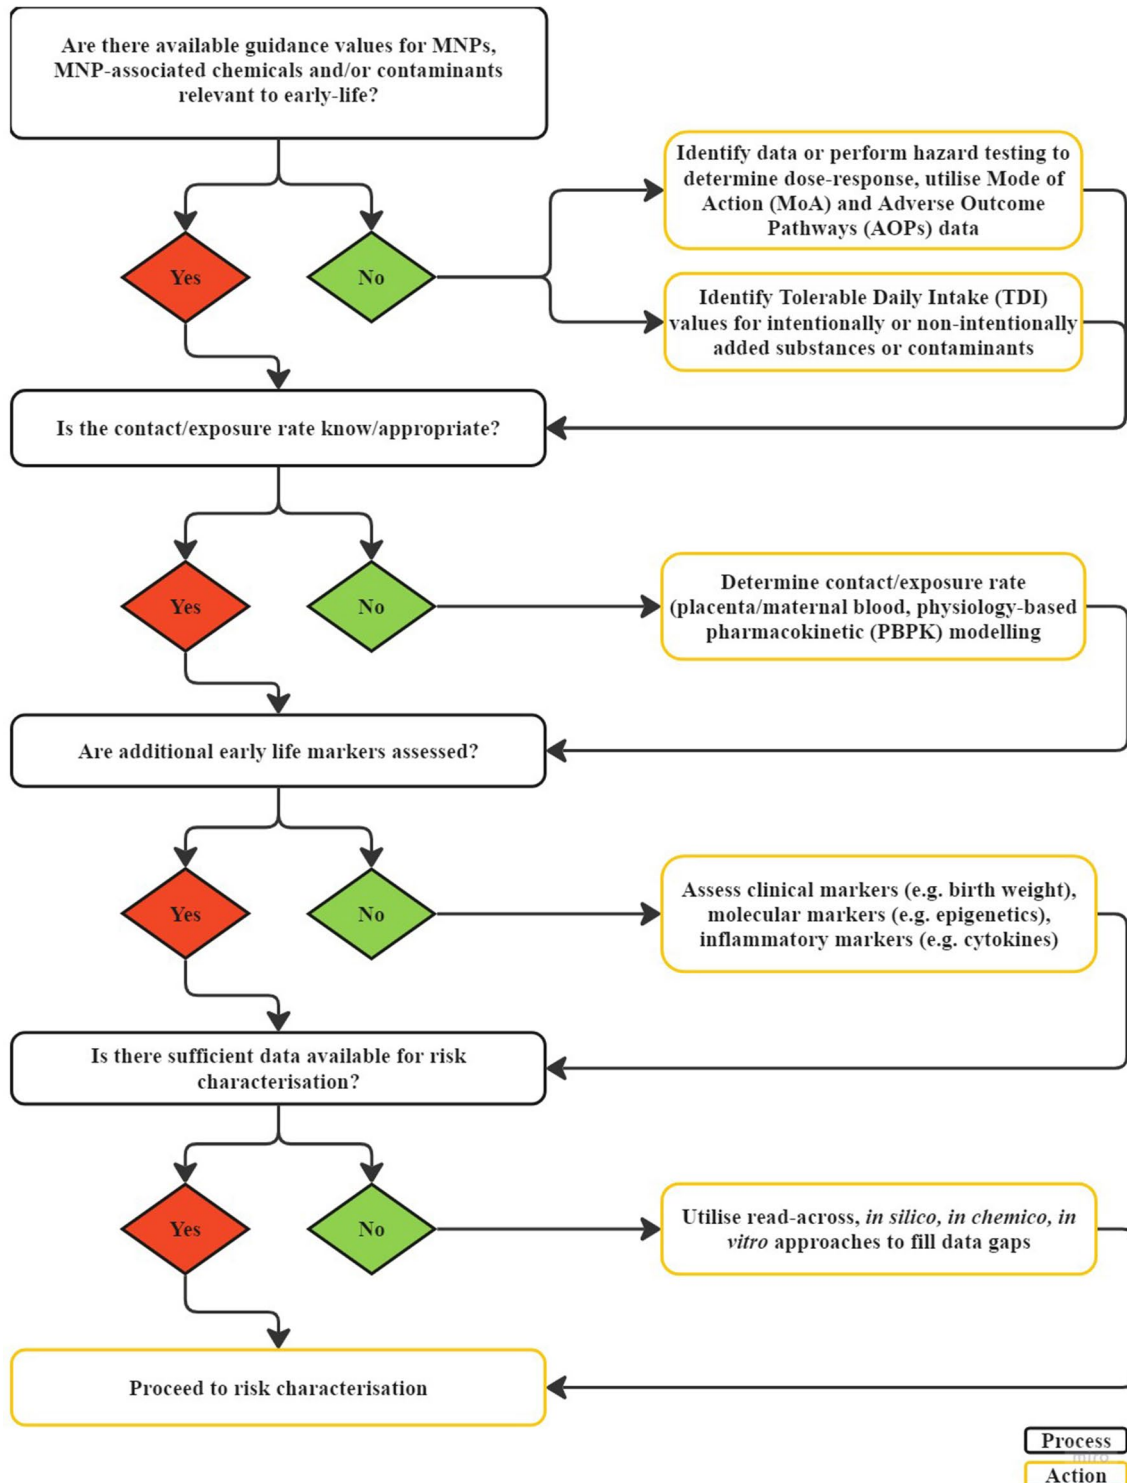 Are there available guidance values for MNPs,
MNP-associated chemicals and/or contaminants
relevant to early-life?
Yes
No
Identify data or perform hazard testing to
determine dose-response, utilise Mode of
Action (MoA) and Adverse Outcome
Pathways (AOPs) data
Identify Tolerable Daily Intake (TDI)
values for intentionally or non-intentionally
added substances or contaminants
Is the contact/exposure rate know/appropriate?
Yes
No
Determine contact/exposure rate
(placenta/maternal blood, physiology-based
pharmacokinetic (PBPK) modelling
Are additional early life markers assessed?
Yes
No
Assess clinical markers (e.g. birth weight),
molecular markers (e.g. epigenetics),
inflammatory markers (e.g. cytokines)
Is there sufficient data available for risk
characterisation?
Yes
No
Utilise read-across, in silico, in chemico, in
vitro approaches to fill data gaps
Proceed to risk characterisation
Process
miro
Action